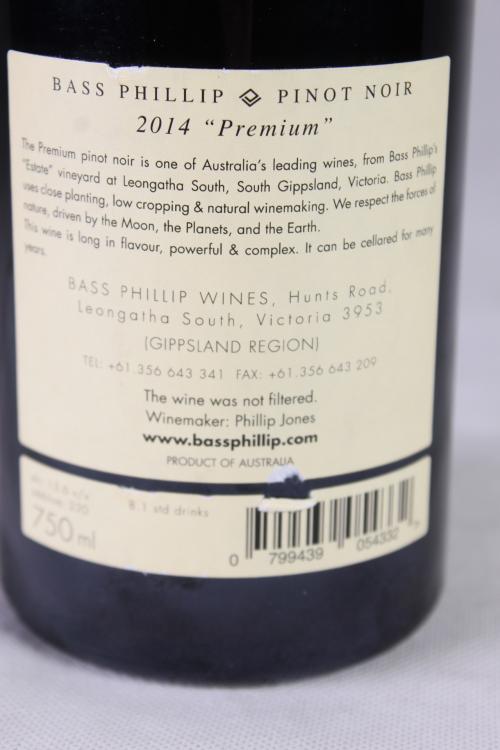 BASS PHILLIP PINOT NOIR
2014 "Premium"
The Premium pinot noir is one of Australia's leading wines, from Bass Phillip's
"Estate" vineyard at Leongatha South, South Gippsland, Victoria. Bass Phillip
uses close planting, low cropping & natural winemaking. We respect the forces of
nature, driven by the Moon, the Planets, and the Earth.
This wine is long in flavour, powerful & complex. It can be cellared for many
years.
BASS PHILLIP WINES, Hunts Road,
Leongatha South, Victoria 3953
(GIPPSLAND REGION)
TEL: +61.356 643 341 FAX: +61.356 643 209
The wine was not filtered.
Winemaker: Phillip Jones
www.bassphillip.com
PRODUCT OF AUSTRALIA
8.1 std drinks
750 ml
0 799439 054332